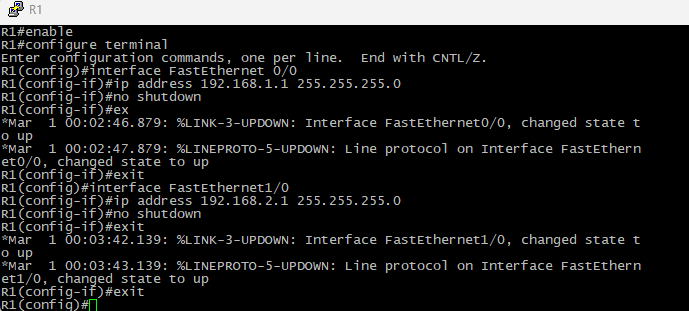 R1
R1#enable
R1#configure terminal
Enter configuration commands, one per line.  End with CNTL/Z.
R1(config)#interface FastEthernet 0/0
R1(config-if)#ip address 192.168.1.1 255.255.255.0
R1(config-if)#no shutdown
R1(config-if)#ex
*Mar  1 00:02:46.879: %LINK-3-UPDOWN: Interface FastEthernet0/0, changed state t
o up
*Mar  1 00:02:47.879: %LINEPROTO-5-UPDOWN: Line protocol on Interface FastEthern
et0/0, changed state to up
R1(config-if)#exit
R1(config)#interface FastEthernet1/0
R1(config-if)#ip address 192.168.2.1 255.255.255.0
R1(config-if)#no shutdown
R1(config-if)#exit
*Mar  1 00:03:42.139: %LINK-3-UPDOWN: Interface FastEthernet1/0, changed state t
o up
*Mar  1 00:03:43.139: %LINEPROTO-5-UPDOWN: Line protocol on Interface FastEthern
et1/0, changed state to up
R1(config-if)#exit
R1(config)#